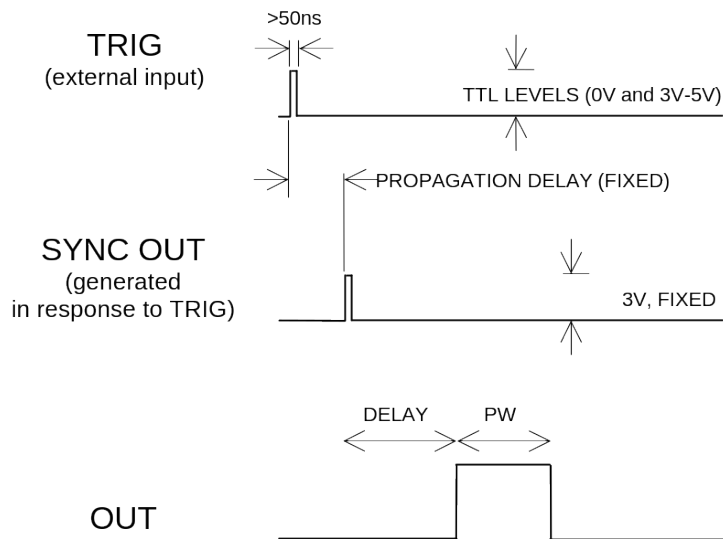 >50ns
TRIG
(external input)
TTL LEVELS (0V and 3V-5V)
PROPAGATION DELAY (FIXED)
SYNC OUT
(generated
in response to TRIG)
3V, FIXED
DELAY
PW
OUT